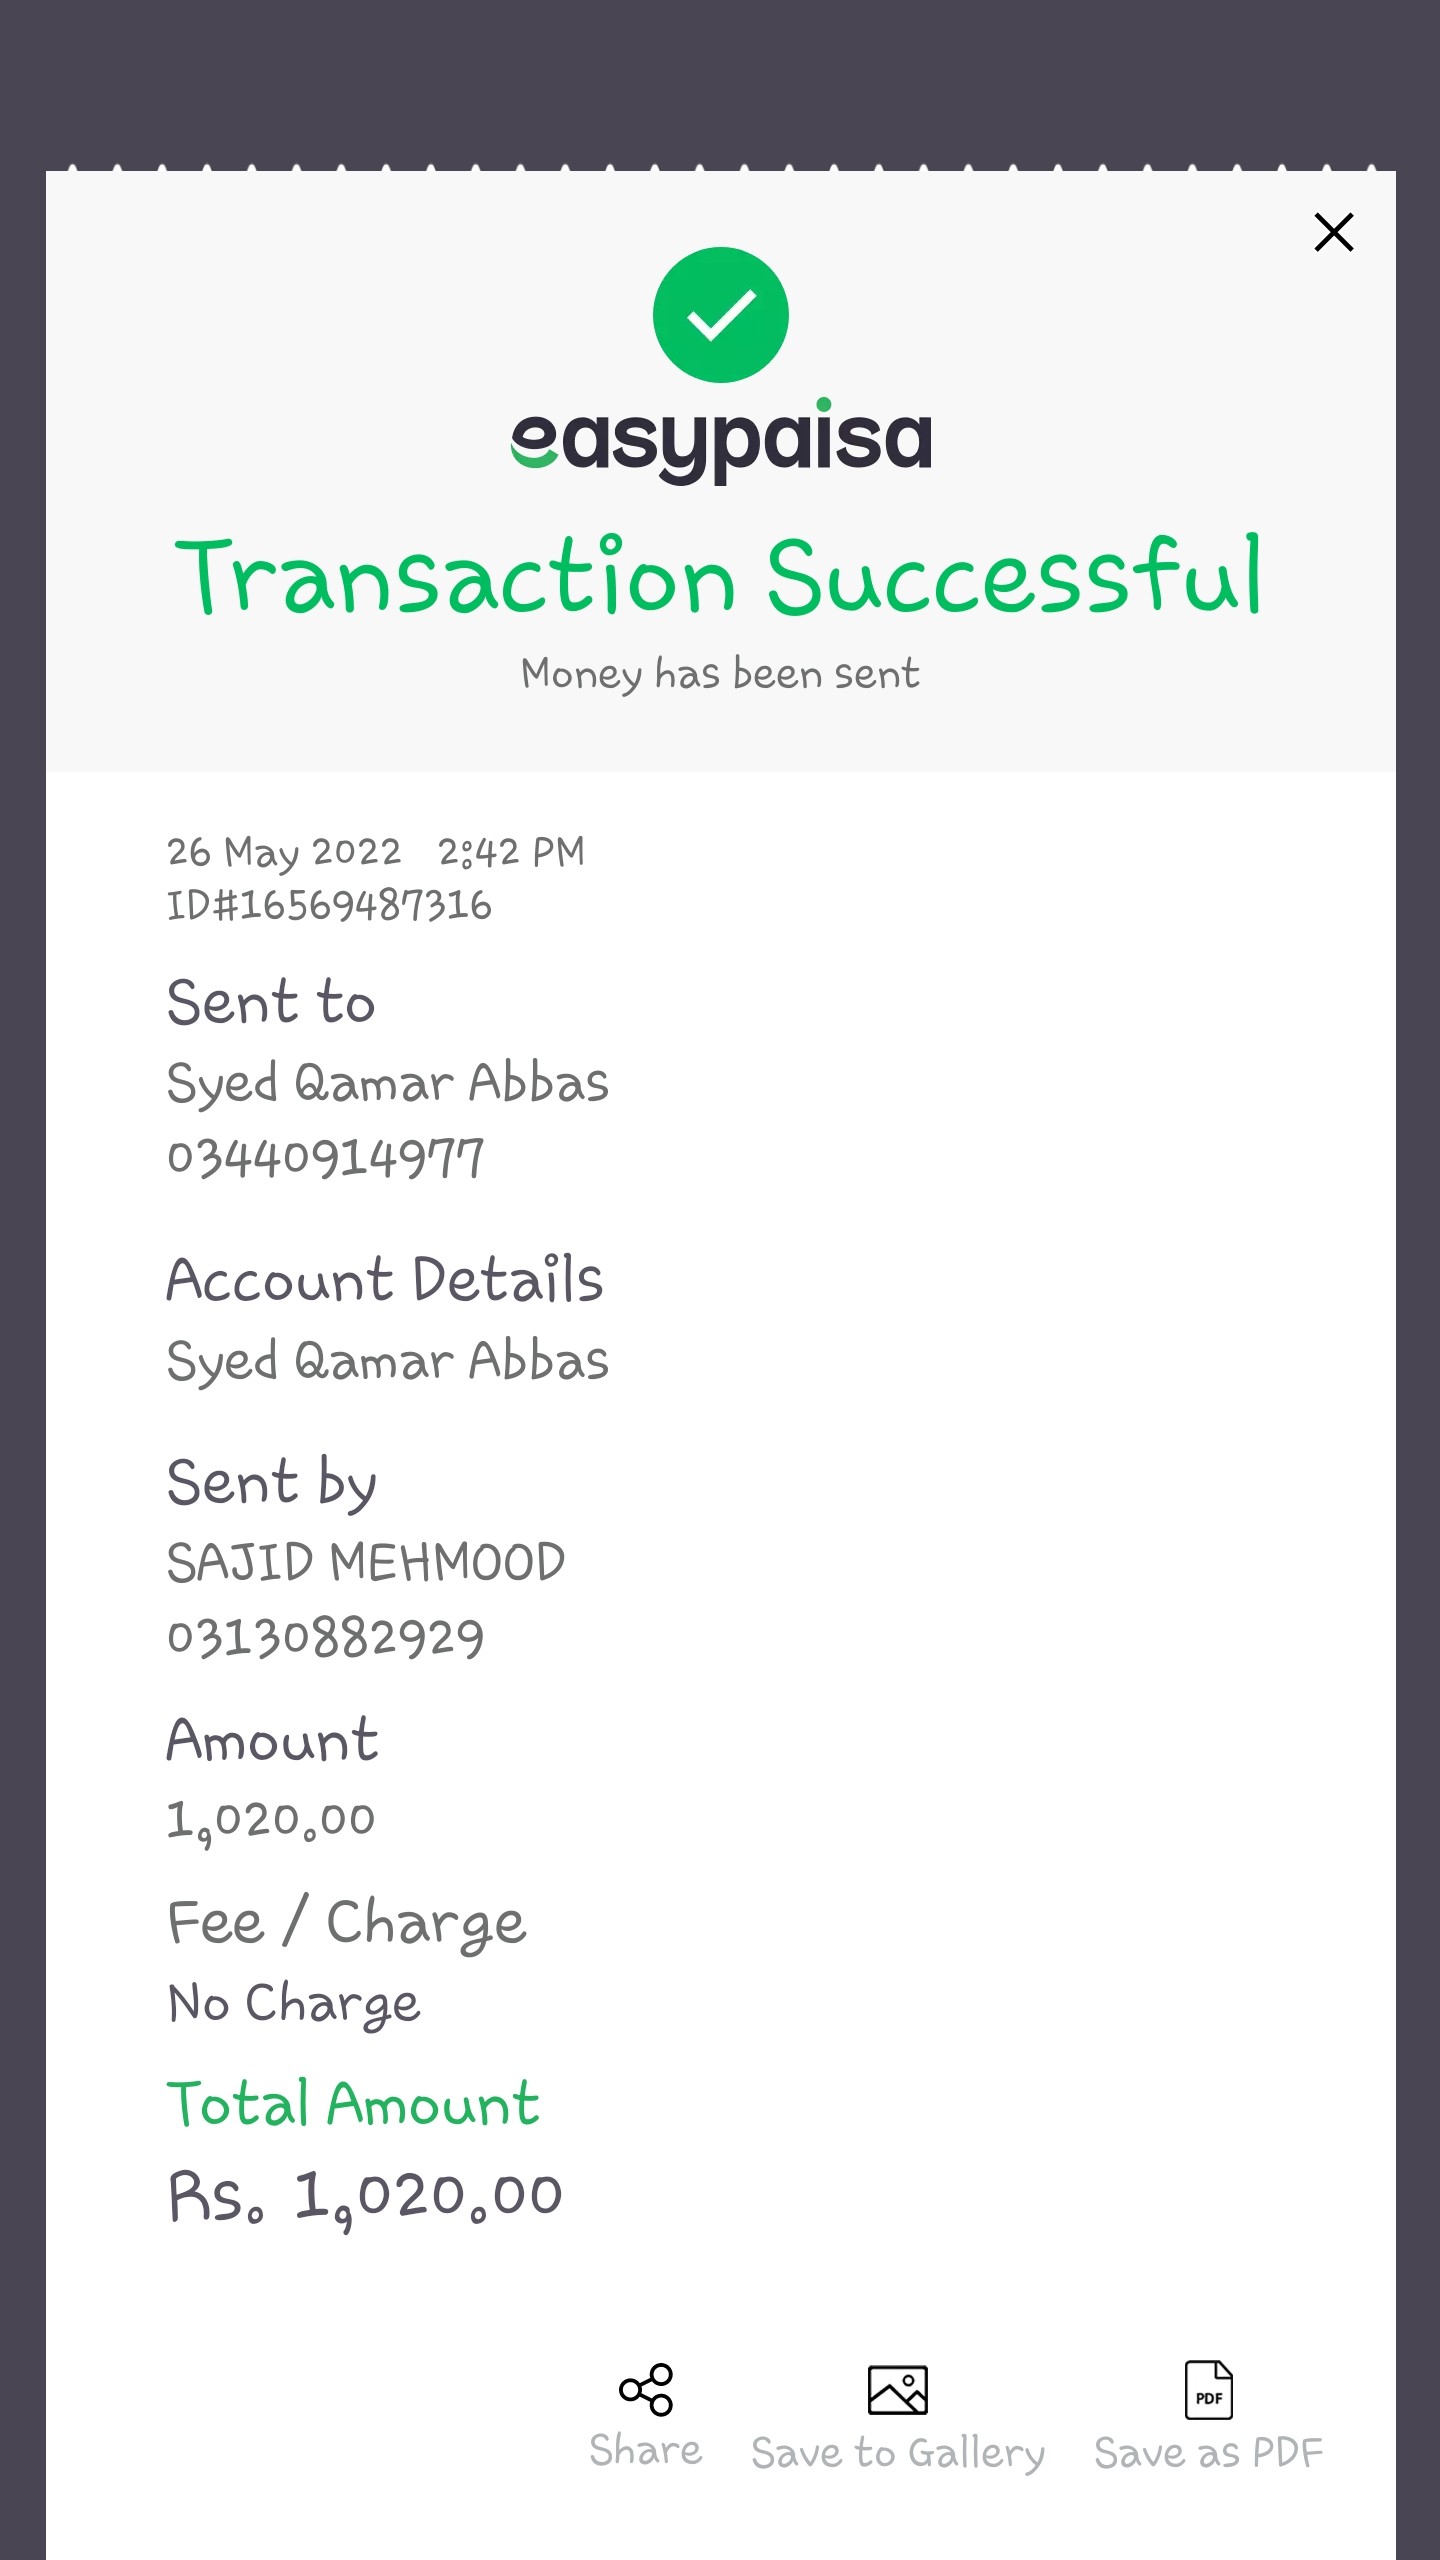 easypaisa
Transaction Successful
Money has been sent
26 May 2022 2:42 PM
ID#16569487316
Sent to
Syed Qamar Abbas
03440914977
Account Details
Syed Qamar Abbas
Sent by
SAJID MEHMOOD
03130882929
Amount
1,020.00
Fee / Charge
No Charge
Total Amount
Rs. 1,020.00
PDF
Share Save to Gallery Save as PDF